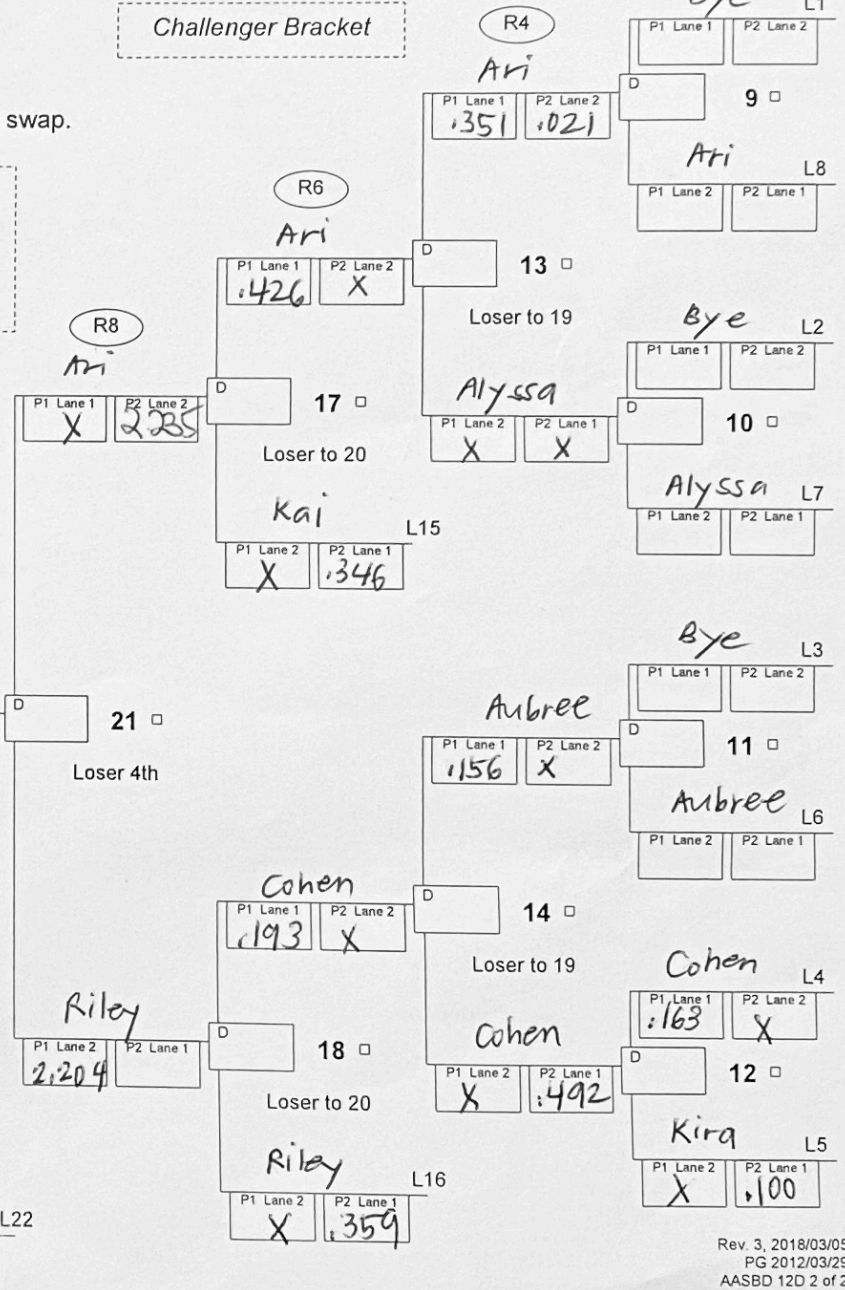 Challenger Bracket
R4
Bye L1
P1 Lane 1 P2 Lane 2
Ari
P1 Lane 1 P2 Lane 2
.351 .021
D
9
swap.
Ari L8
P1 Lane 2 P2 Lane 1
R6
Ari
P1 Lane 1 P2 Lane 2
.426 X
D
13
Loser to 19
Bye L2
P1 Lane 1 P2 Lane 2
R8
Ari
P1 Lane 1 P2 Lane 2
X 2.235
D
17
Loser to 20
Alyssa
P1 Lane 2 P2 Lane 1
X X
D
10
Alyssa L7
P1 Lane 2 P2 Lane 1
Kai L15
P1 Lane 2 P2 Lane 1
X .346
Bye L3
P1 Lane 1 P2 Lane 2
D
21
Loser 4th
Aubree
P1 Lane 1 P2 Lane 2
.156 X
D
11
Aubree L6
P1 Lane 2 P2 Lane 1
Cohen
P1 Lane 1 P2 Lane 2
.193 X
D
14
Loser to 19
Cohen L4
P1 Lane 1 P2 Lane 2
.163 X
Riley
P1 Lane 2 P2 Lane 1
2.204
D
18
Loser to 20
Cohen
P1 Lane 2 P2 Lane 1
X .492
D
12
Kira L5
P1 Lane 2 P2 Lane 1
X .100
Riley L16
P1 Lane 2 P2 Lane 1
X .359
L22
Rev. 3, 2018/03/05
PG 2012/03/29
AASBD 12D 2 of 2